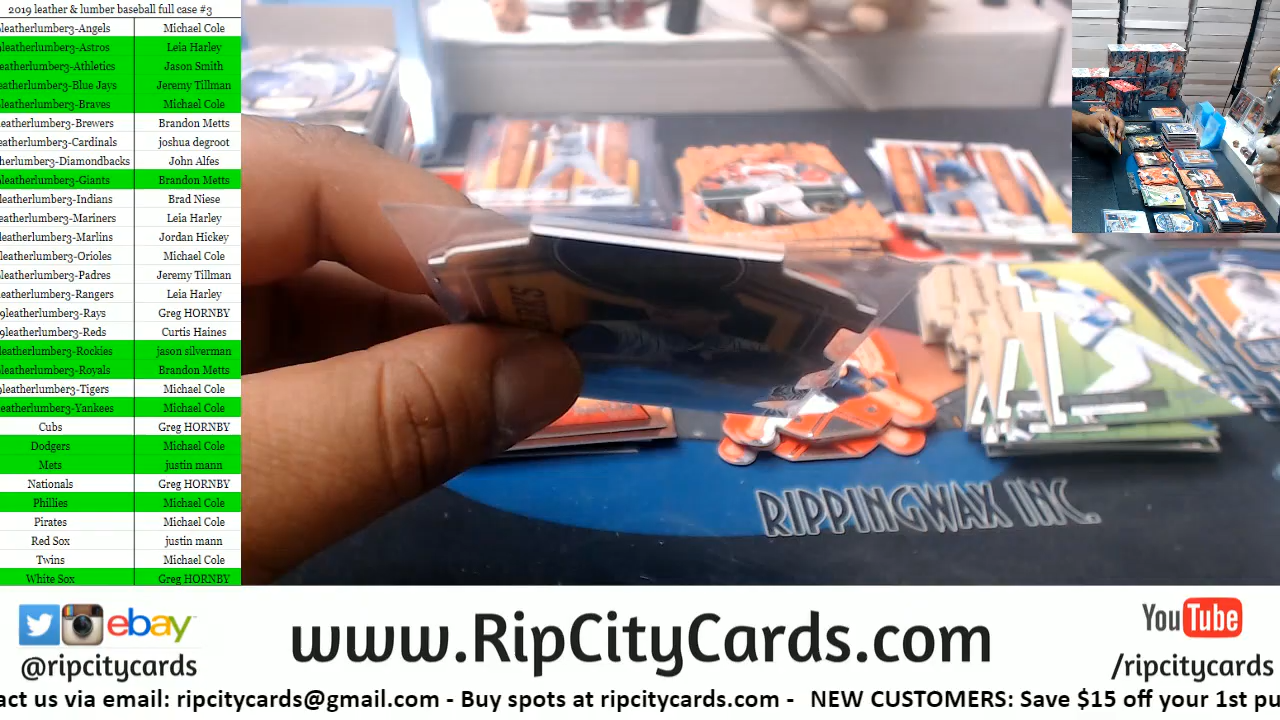 2019 leather & lumber baseball full case #3
leatherlumber3-Angels Michael Cole
leatherlumber3-Astros Leia Harley
leatherlumber3-Athletics Jason Smith
eatherlumber3-Blue Jays Jeremy Tillman
leatherlumber3-Braves Michael Cole
leatherlumber3-Brewers Brandon Metts
eatherlumber3-Cardinals joshua degroot
herlumber3-Diamondbacks John Alfes
leatherlumber3-Giants Brandon Metts
leatherlumber3-Indians Brad Niese
leatherlumber3-Mariners Leia Harley
leatherlumber3-Marlins Jordan Hickey
leatherlumber3-Orioles Michael Cole
leatherlumber3-Padres Jeremy Tillman
leatherlumber3-Rangers Leia Harley
9leatherlumber3-Rays Greg HORNBY
9leatherlumber3-Reds Curtis Haines
leatherlumber3-Rockies jason silverman
leatherlumber3-Royals Brandon Metts
leatherlumber3-Tigers Michael Cole
eatherlumber3-Yankees Michael Cole
Cubs Greg HORNBY
Dodgers Michael Cole
Mets justin mann
Nationals Greg HORNBY
Phillies Michael Cole
Pirates Michael Cole
Red Sox justin mann
Twins Michael Cole
White Sox Greg HORNBY
RIPPINGWAX INC.
ebay
@ripcitycards
www.RipCityCards.com
YouTube
/ripcitycards
act us via email: ripcitycards@gmail.com - Buy spots at ripcitycards.com - NEW CUSTOMERS: Save $15 off your 1st pu